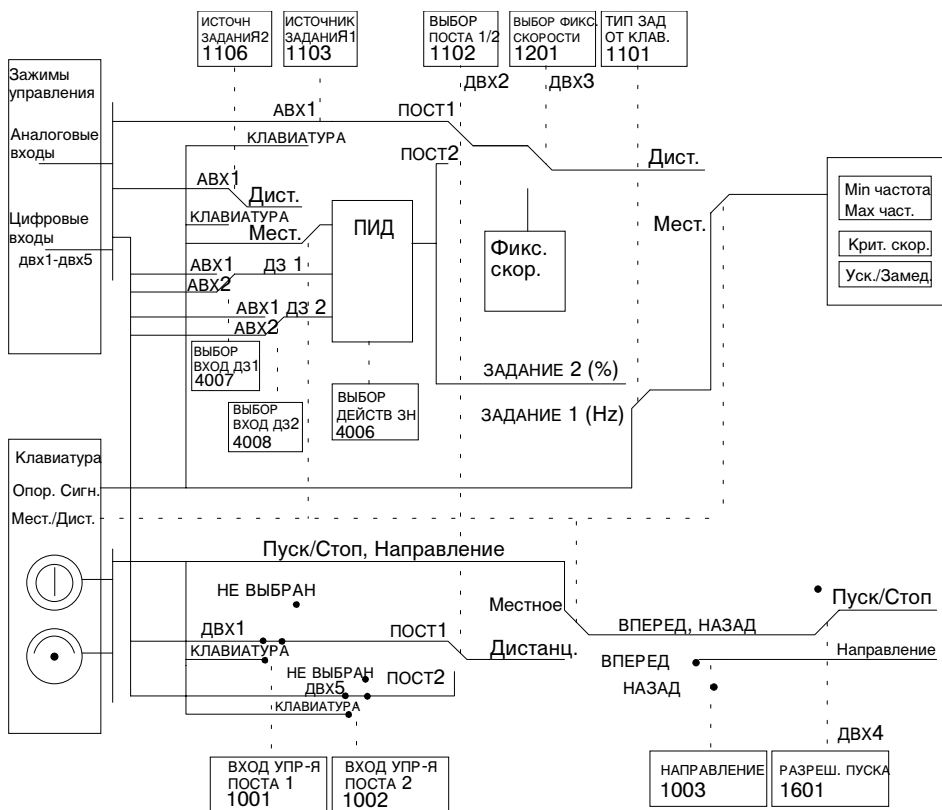 ИСТОЧН
ЗАДАНИЯ2
1106
ИСТОЧНИК
ЗАДАНИЯ1
1103
ВЫБОР
ПОСТА 1/2
1102
ВЫБОР ФИКС.
СКОРОСТИ
1201
ТИП ЗАД
ОТ КЛАВ.
1101
ДВХ2
ДВХ3
Зажимы
управления
Аналоговые
входы
Цифровые
входы
двх1-двх5
АВХ1
ПОСТ1
КЛАВИАТУРА
ПОСТ2
Дист.
АВХ1
Дист.
КЛАВИАТУРА
Мест.
ПИД
Фикс.
скор.
Мест.
Min частота
Max част.
Крит. скор.
Уск./Замед.
АВХ1
ДЗ 1
АВХ2
АВХ1
ДЗ 2
АВХ2
ВЫБОР
ВХОД ДЗ1
4007
ВЫБОР
ВХОД ДЗ2
4008
ВЫБОР
ДЕЙСТВ ЗН
4006
ЗАДАНИЕ 2 (%)
ЗАДАНИЕ 1 (Hz)
Клавиатура
Опор. Сигн.
Мест./Дист.
Пуск/Стоп, Направление
НЕ ВЫБРАН
Местное
Пуск/Стоп
ДВХ1
ПОСТ1
ВПЕРЕД, НАЗАД
КЛАВИАТУРА
Дистанц.
Направление
ВПЕРЕД
НЕ ВЫБРАН
ПОСТ2
ДВХ5
НАЗАД
КЛАВИАТУРА
ДВХ4
ВХОД УПР-Я
ПОСТА 1
1001
ВХОД УПР-Я
ПОСТА 2
1002
НАПРАВЛЕНИЕ
1003
РАЗРЕШ. ПУСКА
1601